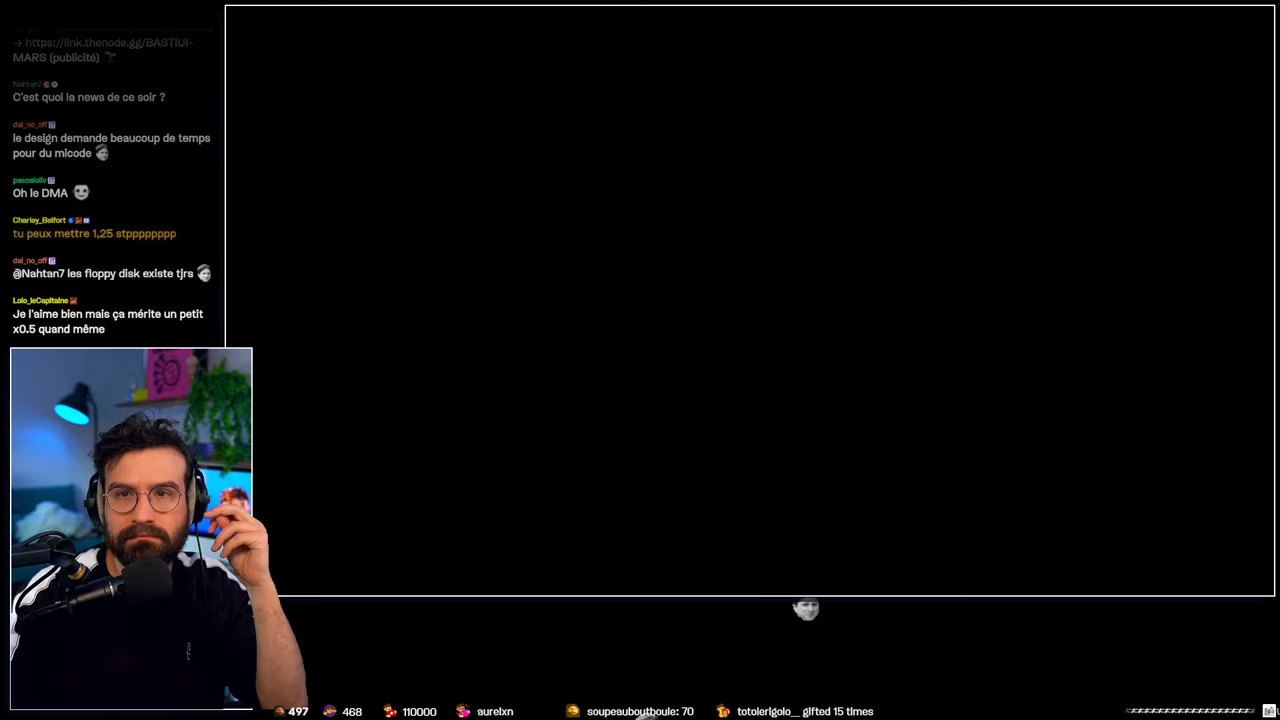 → https://link.thenode.gg/BASTIUI-
MARS (publicité)
Nahtan7
C'est quoi la news de ce soir ?
dal_no_off
le design demande beaucoup de temps
pour du micode
pascalollv
Oh le DMA
Charley_Belfort
tu peux mettre 1,25 stpppppppp
dal_no_off
@Nahtan7 les floppy disk existe tjrs
Lolo_leCapitaine
Je l'aime bien mais ça mérite un petit
x0.5 quand même
497 468 110000 aurelxn soupeauboutboule: 70 totolerigolo__ gifted 15 times